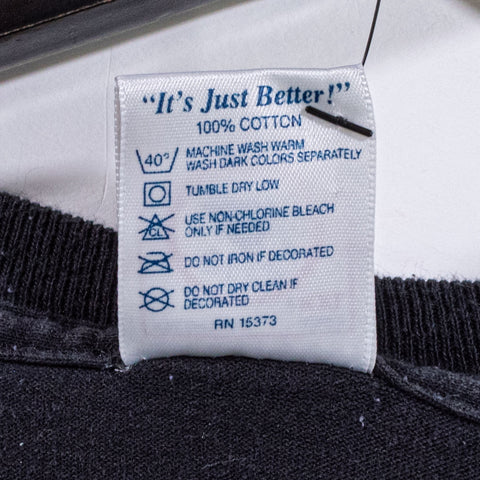 "It's Just Better!"
100% COTTON
40°
MACHINE WASH WARM
WASH DARK COLORS SEPARATELY
TUMBLE DRY LOW
CL
USE NON-CHLORINE BLEACH
ONLY IF NEEDED
DO NOT IRON IF DECORATED
DO NOT DRY CLEAN IF
DECORATED
RN 15373